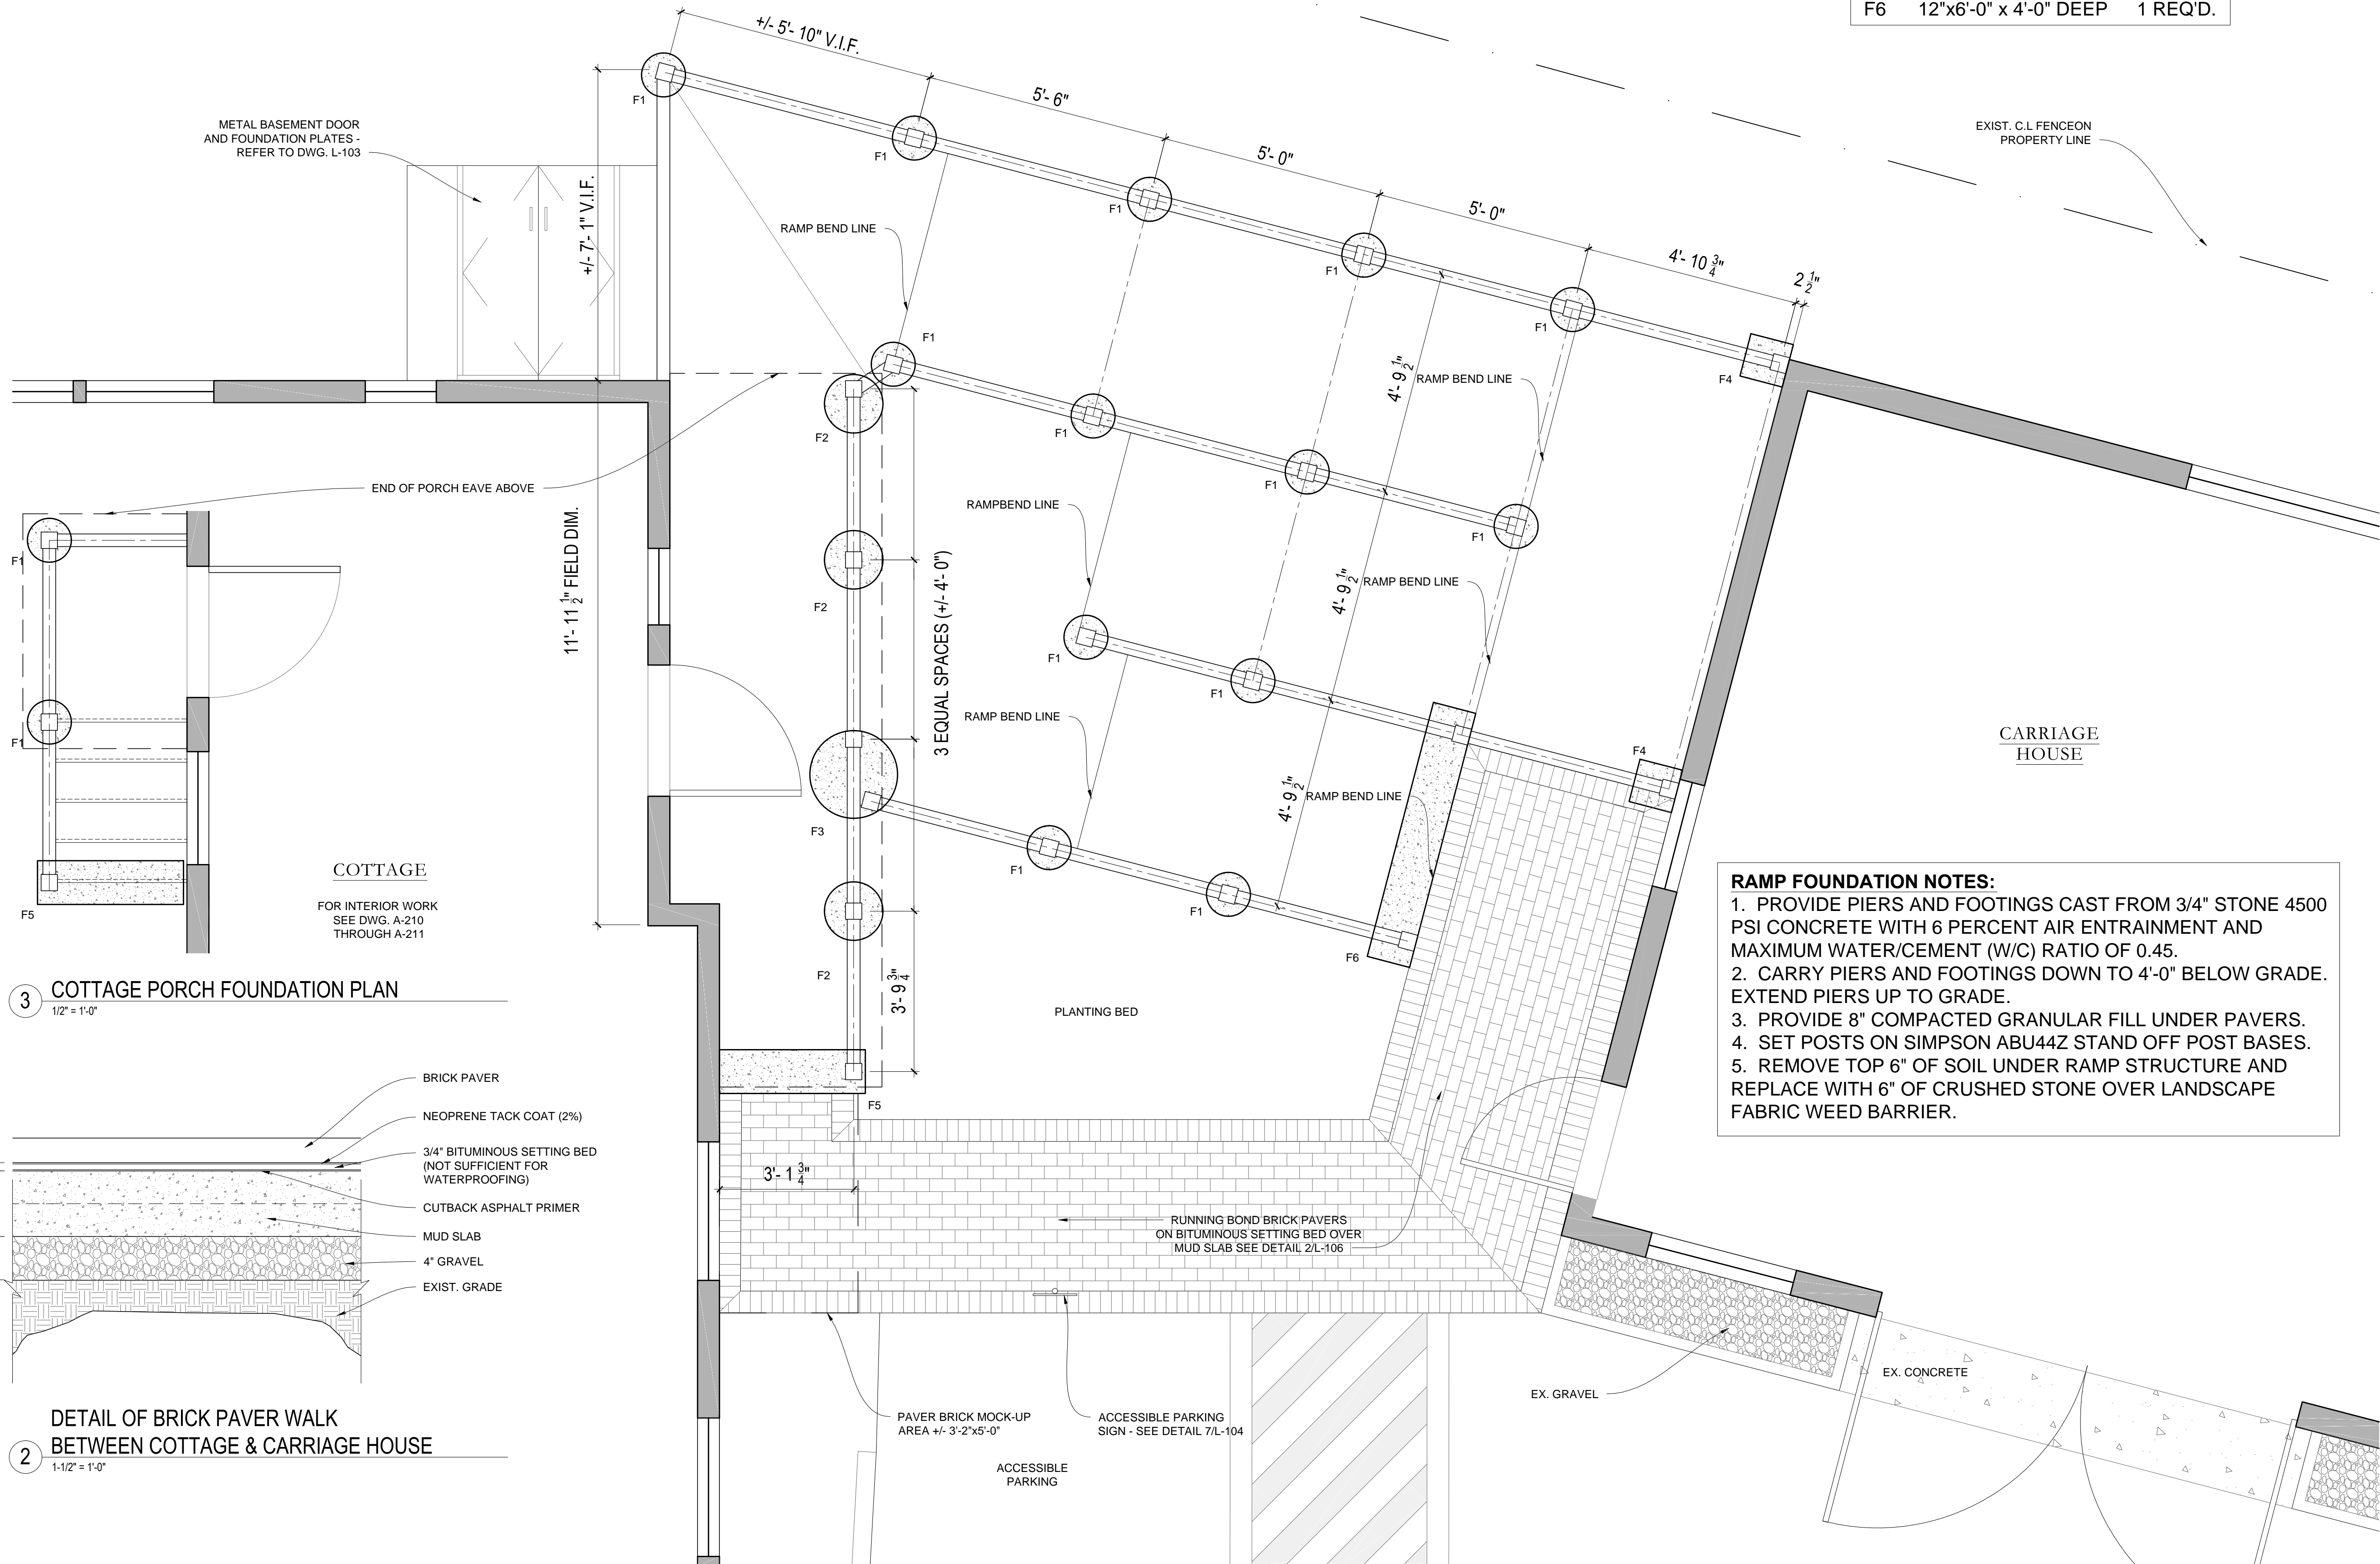 F6 12"x6'-0" x 4'-0" DEEP 1 REQ'D.
+/- 5'- 10" V.I.F.
5'- 6"
5'- 0"
5'- 0"
4'- 10 3/4"
2 1/2"
F1
F1
F1
F1
F1
F4
METAL BASEMENT DOOR
AND FOUNDATION PLATES -
REFER TO DWG. L-103
EXIST. C.L FENCEON
PROPERTY LINE
+/- 7'- 1" V.I.F.
RAMP BEND LINE
F1
F2
F1
F1
F1
4'- 9 1/2"
RAMP BEND LINE
END OF PORCH EAVE ABOVE
11'- 11 1/2" FIELD DIM.
RAMPBEND LINE
3 EQUAL SPACES (+/- 4'- 0")
4'- 9 1/2"
RAMP BEND LINE
F2
F1
F1
F4
RAMP BEND LINE
4'- 9 1/2"
RAMP BEND LINE
F3
F1
F1
F6
F2
3'- 9 3/4"
F5
PLANTING BED
CARRIAGE
HOUSE
F1
F1
F5
COTTAGE
FOR INTERIOR WORK
SEE DWG. A-210
THROUGH A-211
3 COTTAGE PORCH FOUNDATION PLAN
1/2" = 1'-0"
RAMP FOUNDATION NOTES:
1. PROVIDE PIERS AND FOOTINGS CAST FROM 3/4" STONE 4500
PSI CONCRETE WITH 6 PERCENT AIR ENTRAINMENT AND
MAXIMUM WATER/CEMENT (W/C) RATIO OF 0.45.
2. CARRY PIERS AND FOOTINGS DOWN TO 4'-0" BELOW GRADE.
EXTEND PIERS UP TO GRADE.
3. PROVIDE 8" COMPACTED GRANULAR FILL UNDER PAVERS.
4. SET POSTS ON SIMPSON ABU44Z STAND OFF POST BASES.
5. REMOVE TOP 6" OF SOIL UNDER RAMP STRUCTURE AND
REPLACE WITH 6" OF CRUSHED STONE OVER LANDSCAPE
FABRIC WEED BARRIER.
BRICK PAVER
NEOPRENE TACK COAT (2%)
3/4" BITUMINOUS SETTING BED
(NOT SUFFICIENT FOR
WATERPROOFING)
CUTBACK ASPHALT PRIMER
MUD SLAB
4" GRAVEL
EXIST. GRADE
DETAIL OF BRICK PAVER WALK
2 BETWEEN COTTAGE & CARRIAGE HOUSE
1-1/2" = 1'-0"
3'- 1 3/4"
RUNNING BOND BRICK PAVERS
ON BITUMINOUS SETTING BED OVER
MUD SLAB SEE DETAIL 2/L-106
PAVER BRICK MOCK-UP
AREA +/- 3'-2"x5'-0"
ACCESSIBLE PARKING
SIGN - SEE DETAIL 7/L-104
ACCESSIBLE
PARKING
EX. GRAVEL
EX. CONCRETE